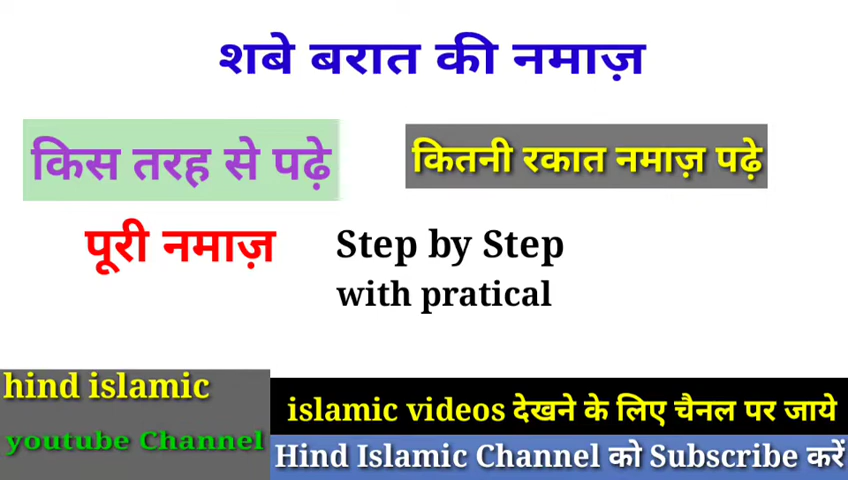 शबे बरात की नमाज़
किस तरह से पढ़े
कितनी रकात नमाज़ पढ़े
पूरी नमाज़
Step by Step
with pratical
hind islamic
youtube Channel
islamic videos देखने के लिए चैनल पर जाये
Hind Islamic Channel को Subscribe करें